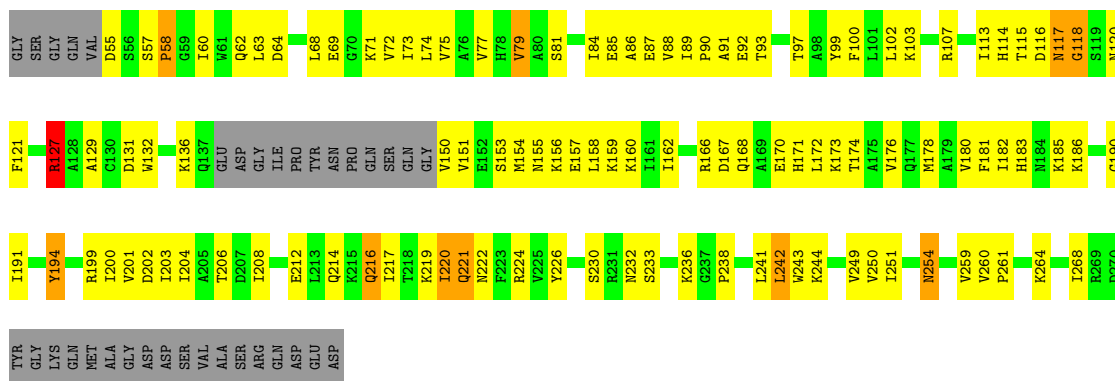 GLY SER GLY GLN VAL D55 S56 S57 P58 G59 I60 W61 Q62 L63 D64 L68 E69 G70 K71 V72 I73 L74 V75 A76 V77 H78 V79 A80 S81 I84 E85 A86 E87 V88 I89 P90 A91 E92 T93 T97 A98 Y99 F100 L101 L102 K103 R107 I113 H114 T115 D116 N117 G118 S119 N120
F121 R127 A128 A129 C130 D131 W132 K136 Q137 GLU ASP GLY ILE PRO TYR ASN PRO GLN SER GLN GLY V150 V151 E152 S153 M154 N155 K156 E157 L158 K159 K160 I161 I162 R166 D167 Q168 A169 E170 H171 L172 K173 T174 A175 V176 Q177 M178 A179 V180 F181 I182 H183 N184 K185 K186 G190
I191 Y194 R199 I200 V201 D202 I203 I204 A205 T206 D207 I208 E212 L213 Q214 K215 Q216 I217 T218 K219 I220 Q221 N222 F223 R224 V225 Y226 S230 R231 N232 S233 K236 G237 P238 L241 L242 W243 K244 V249 V250 I251 N254 V259 V260 P261 K264 I268 R269 D270
TYR GLY LYS GLN MET ALA GLY ASP ASP SER VAL ALA SER ARG GLN ASP GLU ASP